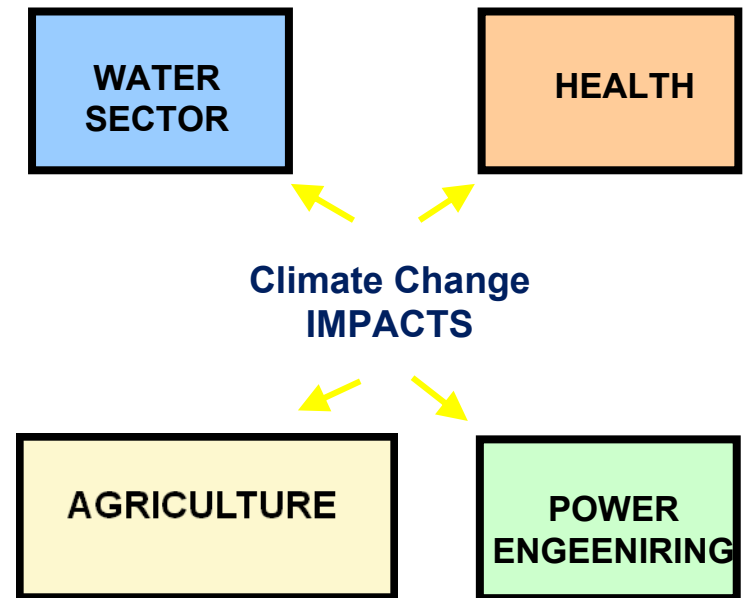 WATER
SECTOR
HEALTH
Climate Change
IMPACTS
AGRICULTURE
POWER
ENGEENIRING